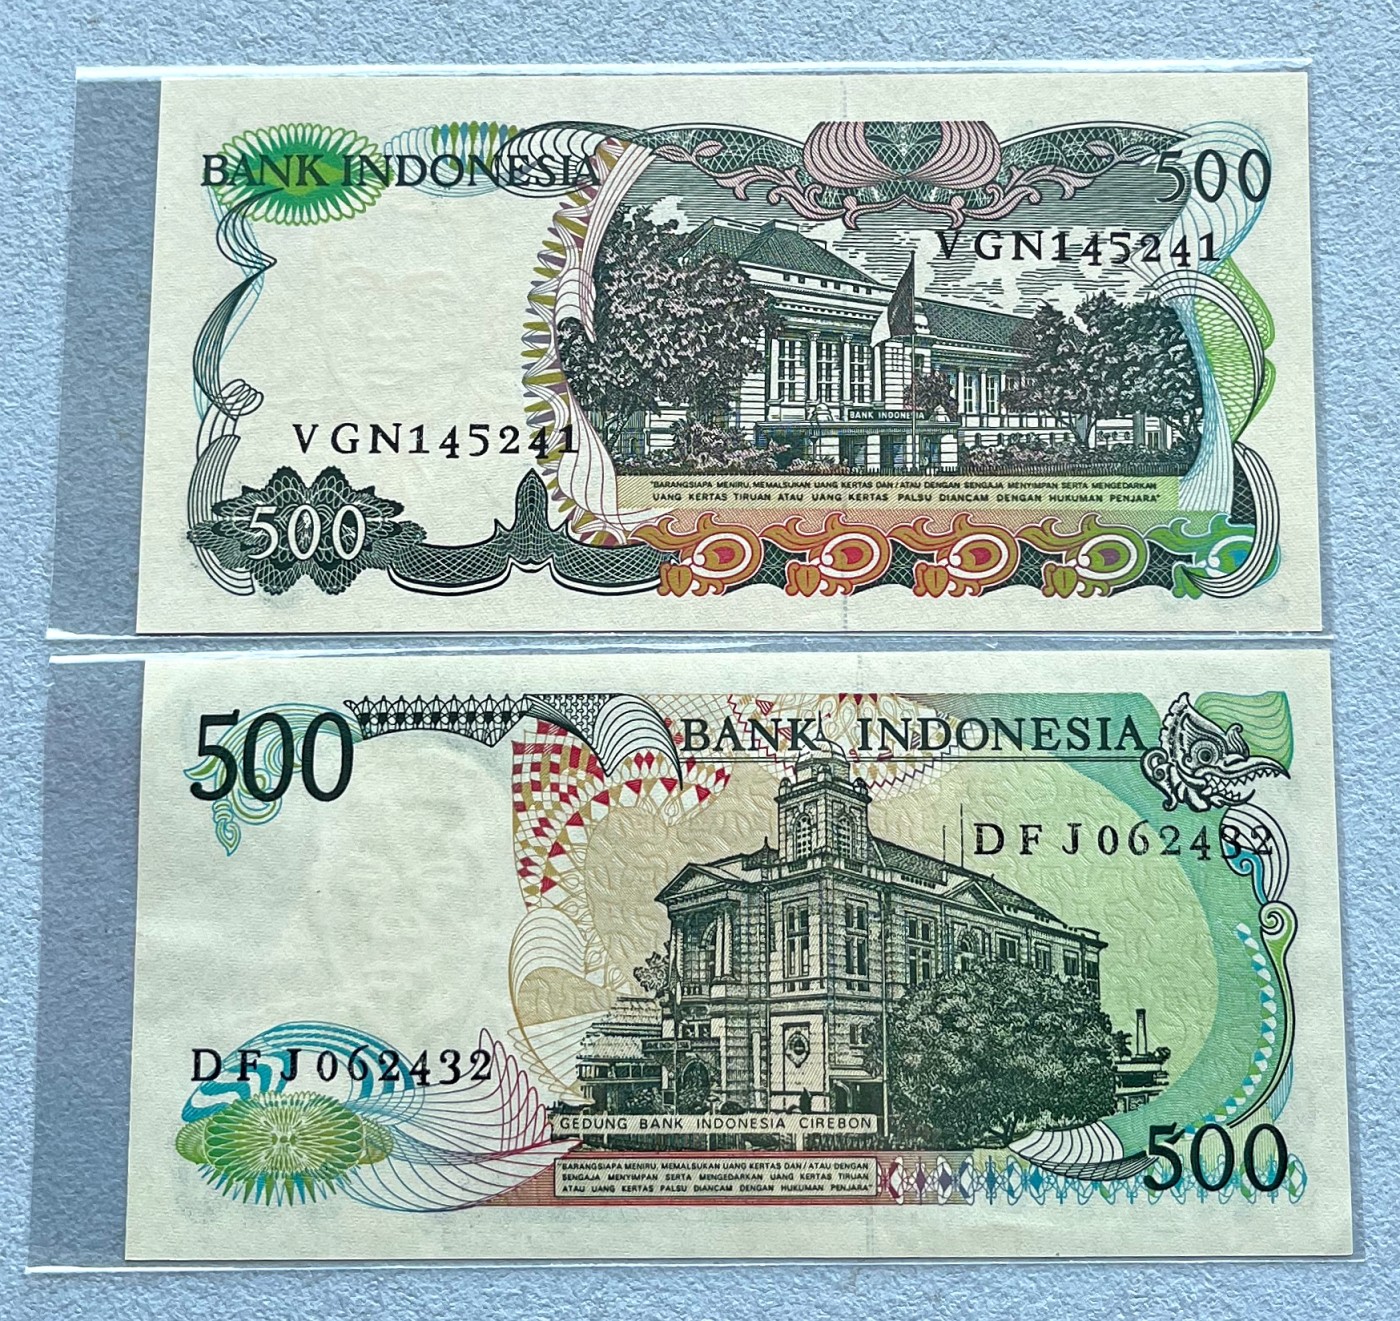 BANK INDONESIA
500
VGN145241
BANK INDONESIA
VGN145241
500
"BARANGSIAPA MENIRU, MEMALSUKAN UANG KERTAS DAN/ATAU DENGAN SENGAJA MENYIMPAN SERTA MENGEDARKAN
UANG KERTAS TIRUAN ATAU UANG KERTAS PALSU DIANCAM DENGAN HUKUMAN PENJARA"
500
BANK INDONESIA
DFJ062432
DFJ062432
BANK INDONESIA
GEDUNG BANK INDONESIA CIREBON
500
"BARANGSIAPA MENIRU, MEMALSUKAN UANG KERTAS DAN/ATAU DENGAN
SENGAJA MENYIMPAN SERTA MENGEDARKAN UANG KERTAS TIRUAN
ATAU UANG KERTAS PALSU DIANCAM DENGAN HUKUMAN PENJARA"